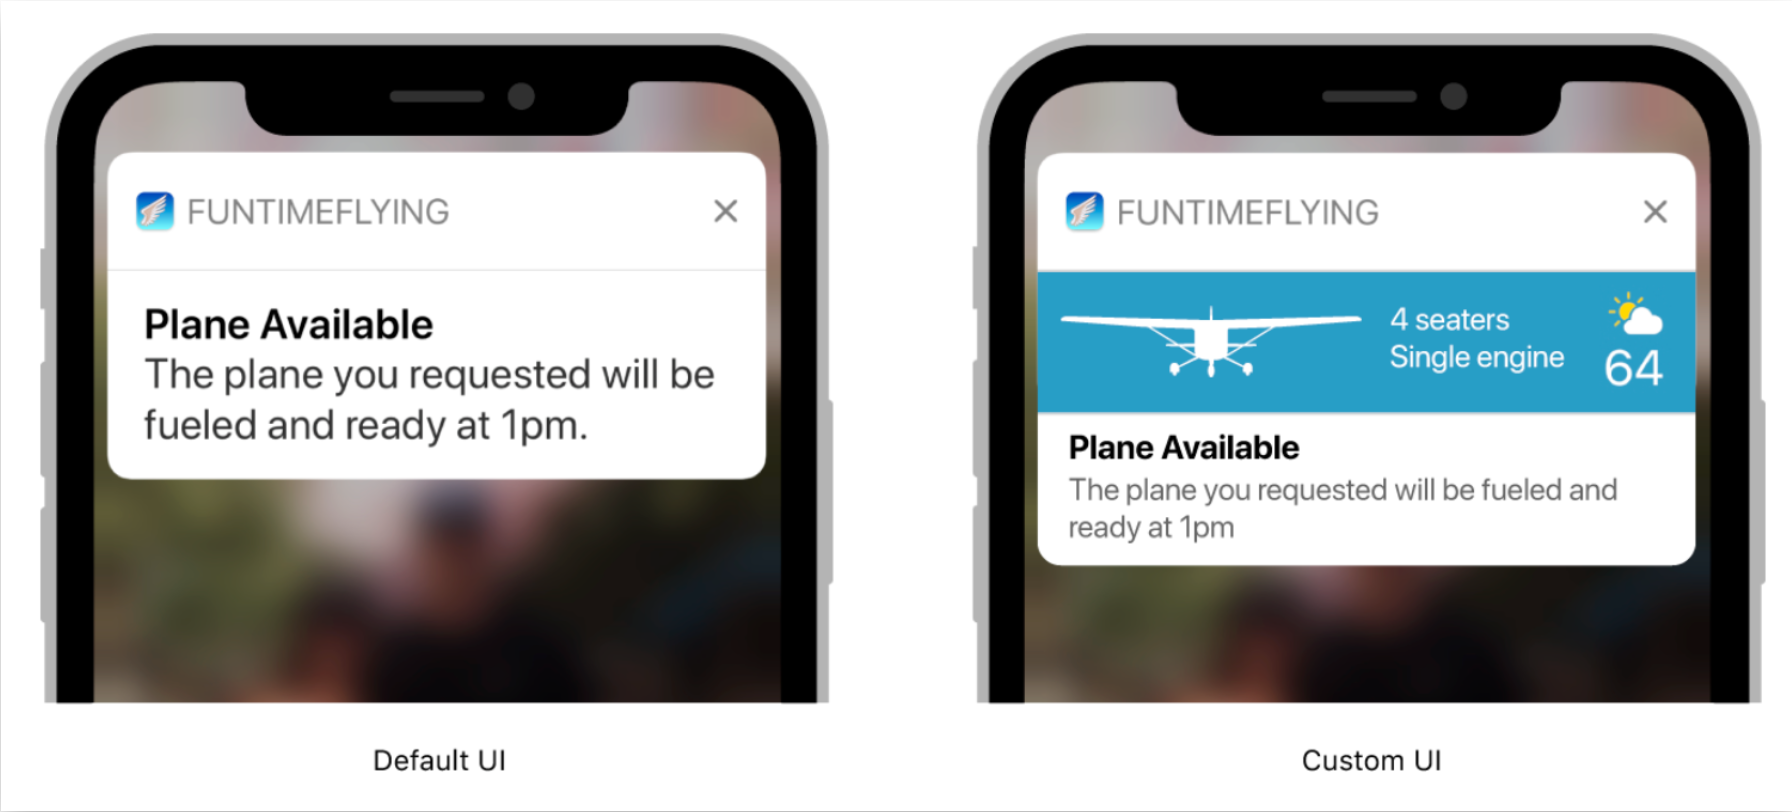 FUNTIMEFLYING
Plane Available
The plane you requested will be
fueled and ready at 1pm.
Default UI
FUNTIMEFLYING
4 seaters
Single engine
64
Plane Available
The plane you requested will be fueled and
ready at 1pm
Custom UI